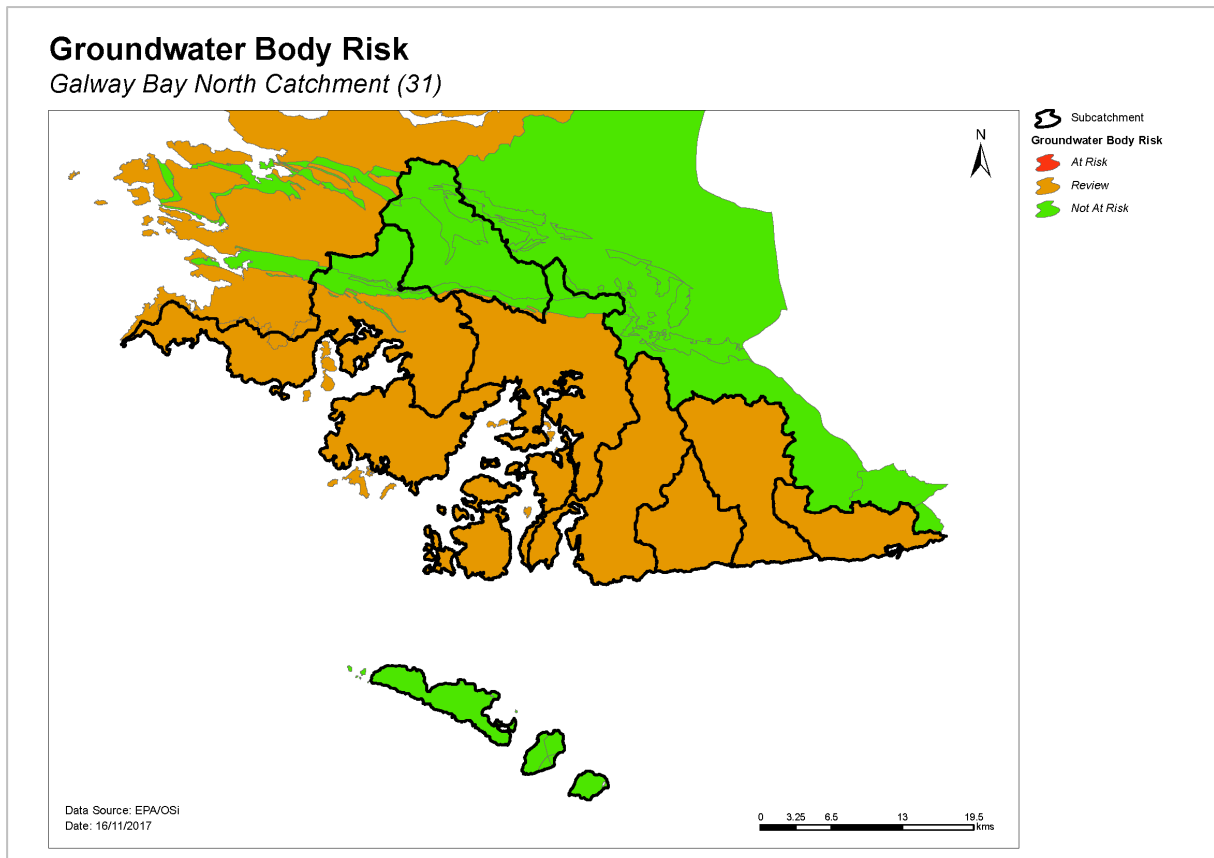 Groundwater Body Risk
Galway Bay North Catchment (31)
N
Subcatchment
Groundwater Body Risk
At Risk
Review
Not At Risk
Data Source: EPA/OSi
Date: 16/11/2017
0 3.25 6.5 13 19.5
kms